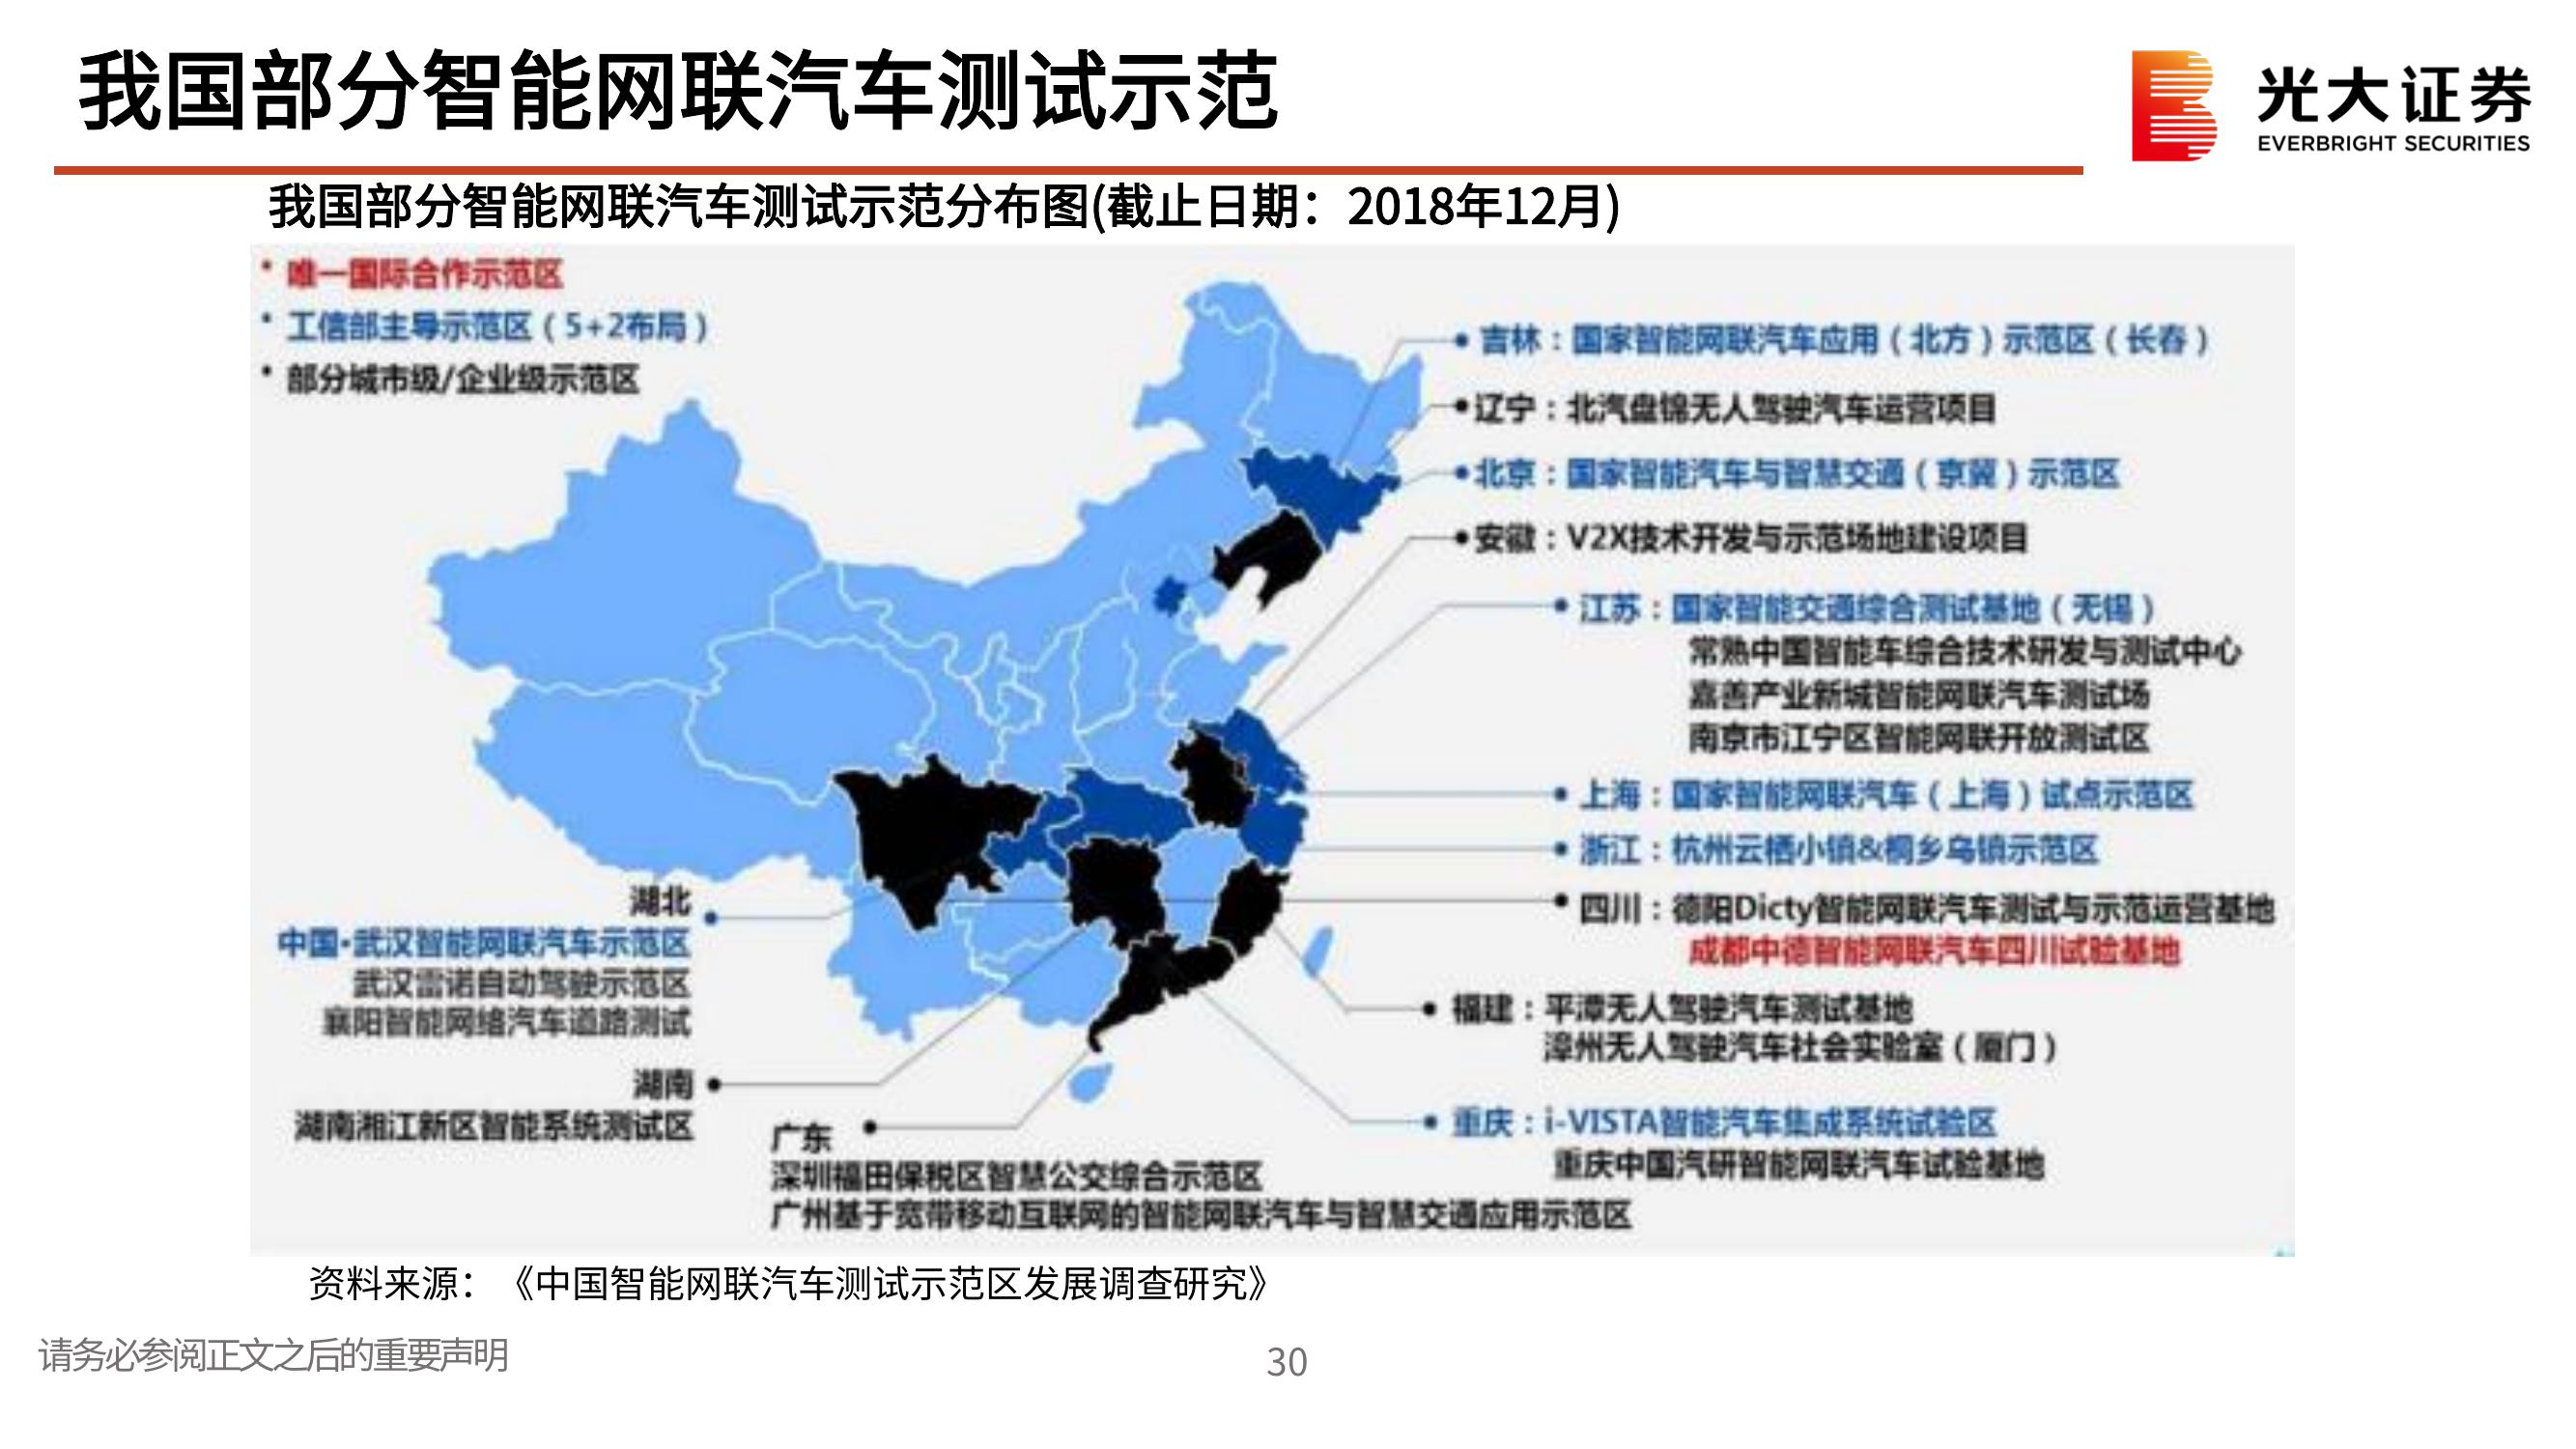 我国部分智能网联汽车测试示范
光大证券
EVERBRIGHT SECURITIES
我国部分智能网联汽车测试示范分布图(截止日期：2018年12月)
• 唯一国际合作示范区
• 工信部主导示范区（5+2布局）
• 部分城市级/企业级示范区
吉林：国家智能网联汽车应用（北方）示范区（长春）
辽宁：北汽盘锦无人驾驶汽车运营项目
北京：国家智能汽车与智慧交通（京冀）示范区
安徽：V2X技术开发与示范场地建设项目
江苏：国家智能交通综合测试基地（无锡）
常熟中国智能车综合技术研发与测试中心
嘉善产业新城智能网联汽车测试场
南京市江宁区智能网联开放测试区
上海：国家智能网联汽车（上海）试点示范区
浙江：杭州云栖小镇&桐乡乌镇示范区
四川：德阳Dicty智能网联汽车测试与示范运营基地
成都中德智能网联汽车四川试验基地
福建：平潭无人驾驶汽车测试基地
漳州无人驾驶汽车社会实验室（厦门）
重庆：i-VISTA智能汽车集成系统试验区
重庆中国汽研智能网联汽车试验基地
湖北
中国·武汉智能网联汽车示范区
武汉雷诺自动驾驶示范区
襄阳智能网络汽车道路测试
湖南
湖南湘江新区智能系统测试区
广东
深圳福田保税区智慧公交综合示范区
广州基于宽带移动互联网的智能网联汽车与智慧交通应用示范区
资料来源：《中国智能网联汽车测试示范区发展调查研究》
请务必参阅正文之后的重要声明
30